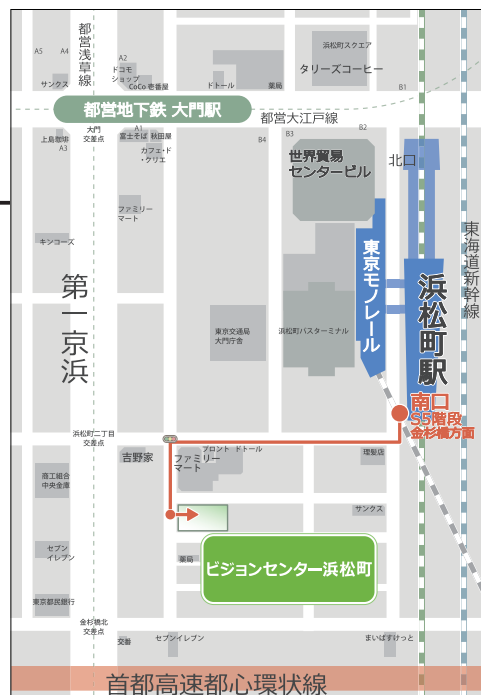 都営浅草線
A5
A4
A2
ドコモ
ショップ
サンクス
CoCo壱番屋
ドトール
薬局
浜松町スクエア
タリーズコーヒー
B1
都営地下鉄 大門駅
都営大江戸線
大門
交差点
A1
上島珈琲
A3
富士そば
秋田屋
カフェ・ド
・クリエ
B4
B3
B2
世界貿易
センタービル
北口
ファミリー
マート
キンコーズ
第一京浜
東京モノレール
浜松町駅
東海道新幹線
東京交通局
大門庁舎
浜松町バスターミナル
南口
S5階段
金杉橋方面
浜松町二丁目
交差点
吉野家
ファミリー
マート
プロント
ドトール
理髪店
商工組合
中央金庫
サンクス
セブン
イレブン
薬局
ビジョンセンター浜松町
東京都民銀行
金杉橋北
交差点
交番
セブンイレブン
まいばすけっと
首都高速都心環状線